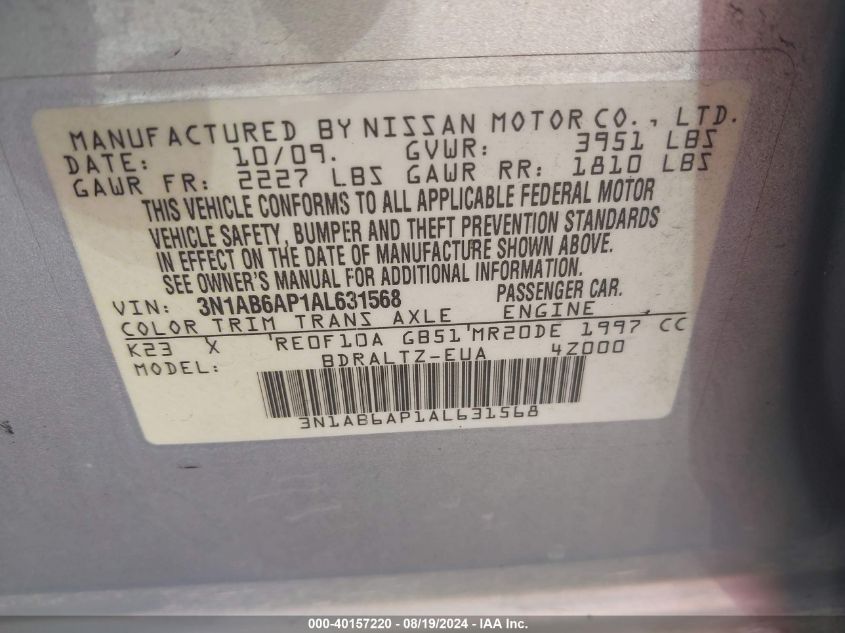 MANUFACTURED BY NISSAN MOTOR CO., LTD.
DATE: 10/09. GVWR: 3951 LBS
GAWR FR: 2227 LBS GAWR RR: 1810 LBS
THIS VEHICLE CONFORMS TO ALL APPLICABLE FEDERAL MOTOR
VEHICLE SAFETY, BUMPER AND THEFT PREVENTION STANDARDS
IN EFFECT ON THE DATE OF MANUFACTURE SHOWN ABOVE.
SEE OWNER'S MANUAL FOR ADDITIONAL INFORMATION.
VIN: 3N1AB6AP1AL631568 PASSENGER CAR.
COLOR TRIM TRANS AXLE ENGINE
K23 X RE0F10A GB51 MR20DE 1997 CC
MODEL: BDRALTZ-EUA 4Z000
3N1AB6AP1AL631568
000-40157220 - 08/19/2024 - IAA Inc.